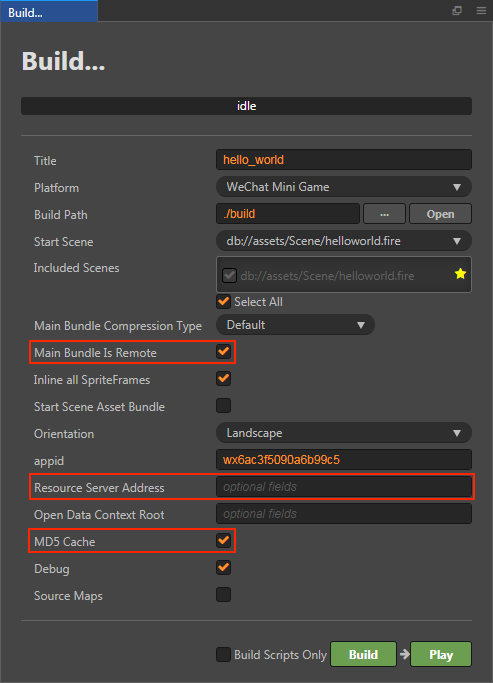 Build...
Build...
idle
Title hello_world
Platform WeChat Mini Game
Build Path ./build ... Open
Start Scene db://assets/Scene/helloworld.fire
Included Scenes db://assets/Scene/helloworld.fire
Select All
Main Bundle Compression Type Default
Main Bundle Is Remote
Inline all SpriteFrames
Start Scene Asset Bundle
Orientation Landscape
appid wx6ac3f5090a6b99c5
Resource Server Address optional fields
Open Data Context Root optional fields
MD5 Cache
Debug
Source Maps
Build Scripts Only Build Play